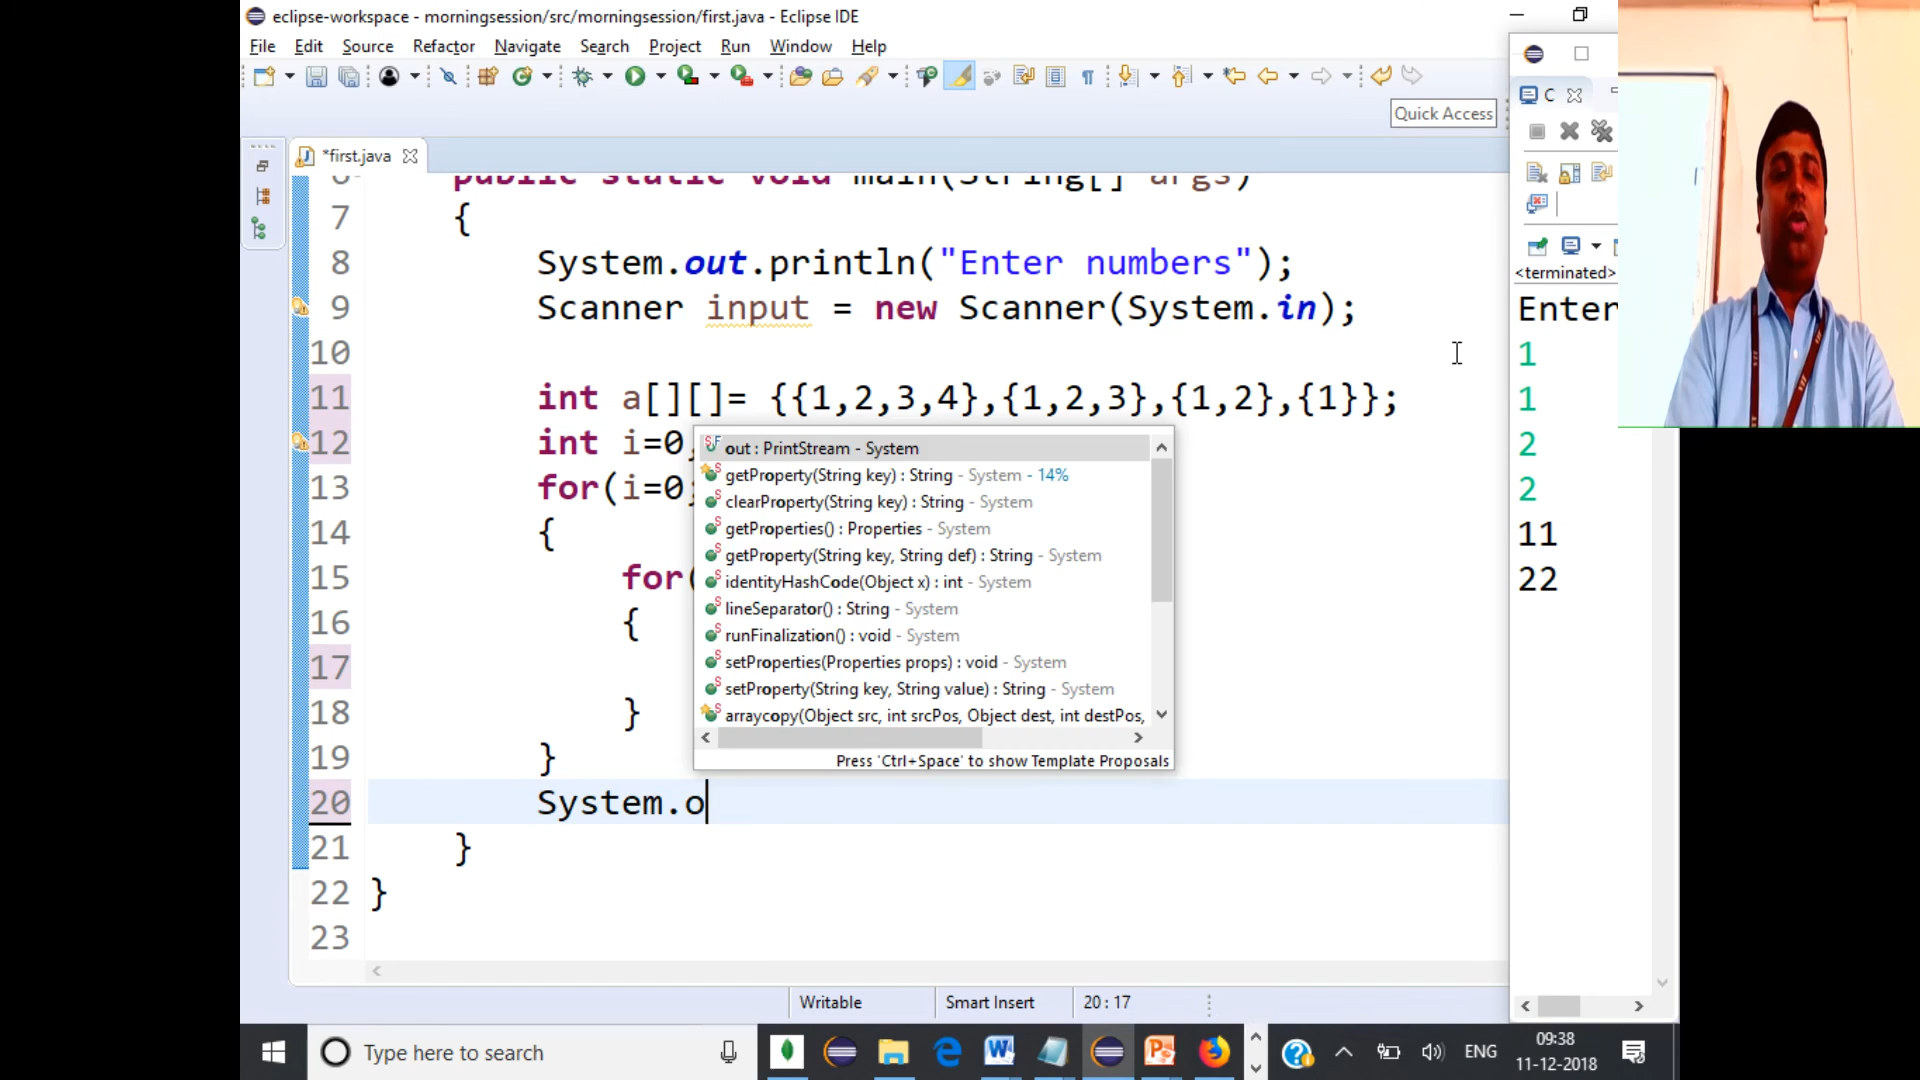 eclipse-workspace - morningsession/src/morningsession/first.java - Eclipse IDE
File Edit Source Refactor Navigate Search Project Run Window Help
Quick Access
*first.java
6 public static void main(String[] args)
7 {
8 System.out.println("Enter numbers");
9 Scanner input = new Scanner(System.in);
10
11 int a[][]= {{1,2,3,4},{1,2,3},{1,2},{1}};
12 int i=0,
13 for(i=0;
14 {
15 for(
16 {
17
18 }
19 }
20 System.o
21 }
22 }
23
out : PrintStream - System
getProperty(String key) : String - System - 14%
clearProperty(String key) : String - System
getProperties() : Properties - System
getProperty(String key, String def) : String - System
identityHashCode(Object x) : int - System
lineSeparator() : String - System
runFinalization() : void - System
setProperties(Properties props) : void - System
setProperty(String key, String value) : String - System
arraycopy(Object src, int srcPos, Object dest, int destPos,
Press 'Ctrl+Space' to show Template Proposals
C
<terminated>
Enter
1
1
2
2
11
22
Writable Smart Insert 20 : 17
Type here to search
ENG
09:38
11-12-2018